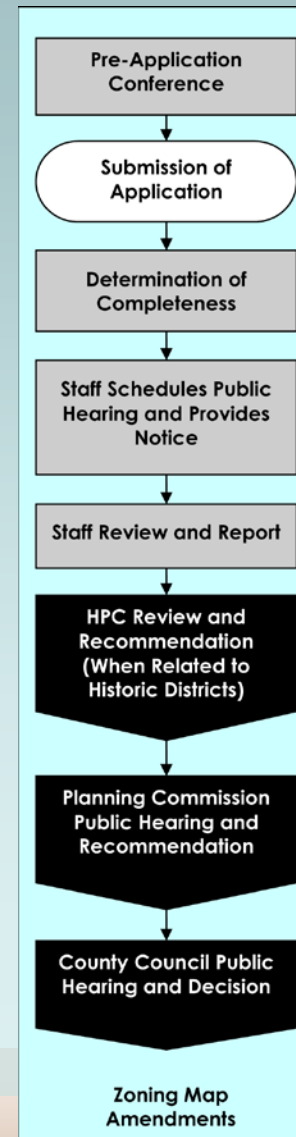 Pre-Application
Conference
Submission of
Application
Determination of
Completeness
Staff Schedules Public
Hearing and Provides
Notice
Staff Review and Report
HPC Review and
Recommendation
(When Related to
Historic Districts)
Planning Commission
Public Hearing and
Recommendation
County Council Public
Hearing and Decision
Zoning Map
Amendments